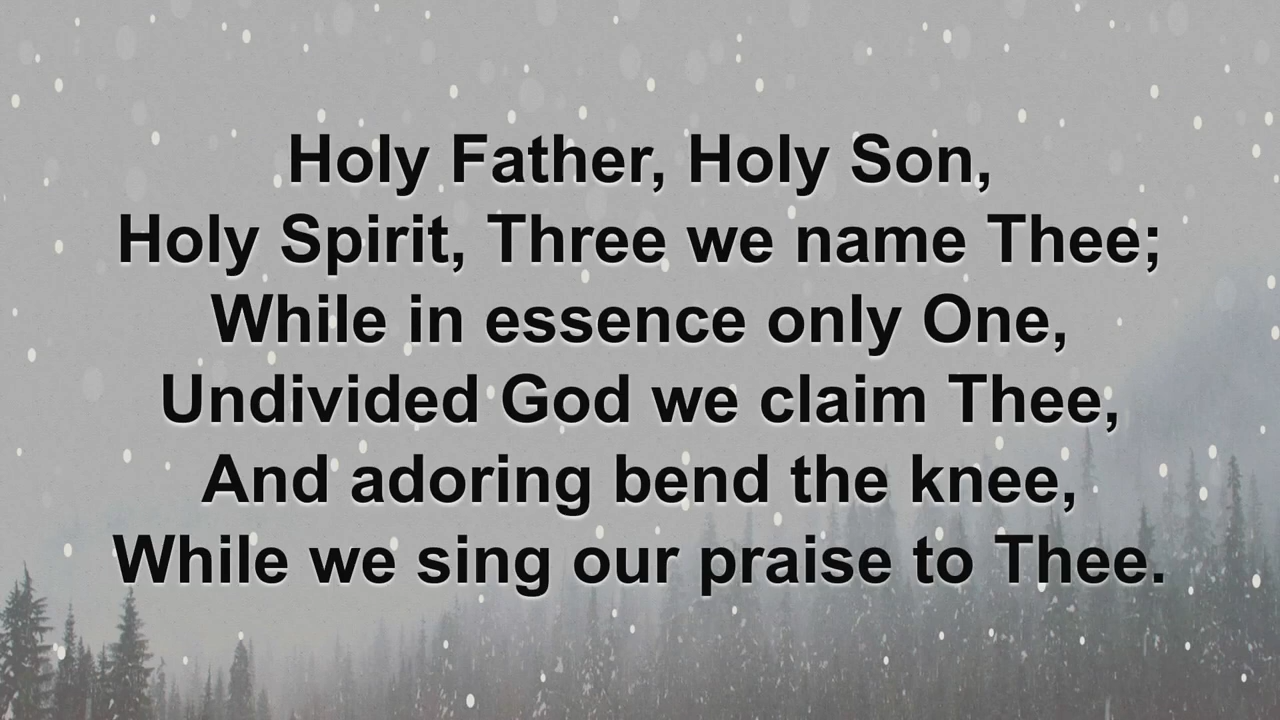 Holy Father, Holy Son,
Holy Spirit, Three we name Thee;
While in essence only One,
Undivided God we claim Thee,
And adoring bend the knee,
While we sing our praise to Thee.